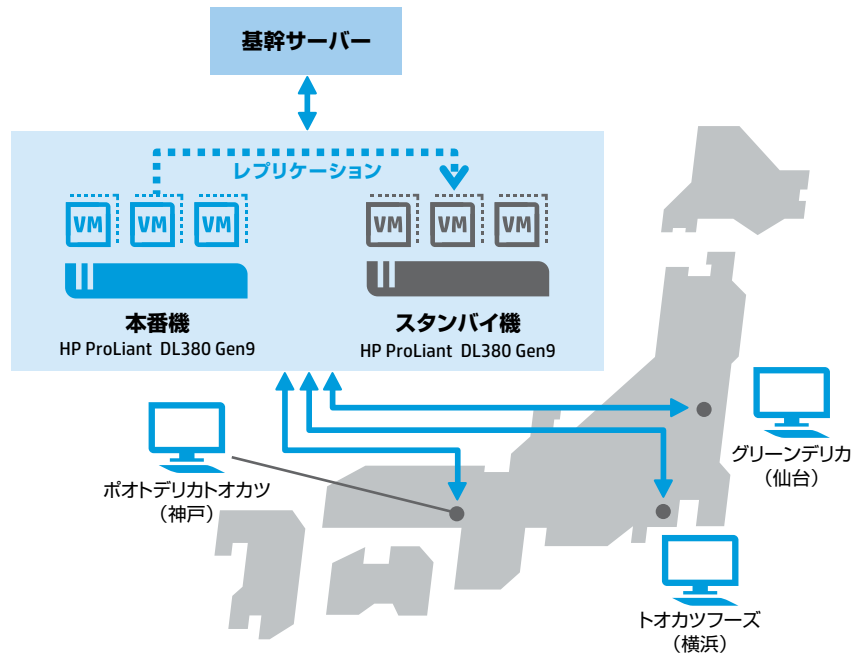 基幹サーバー
レプリケーション
VM VM VM
VM VM VM
本番機
HP ProLiant DL380 Gen9
スタンバイ機
HP ProLiant DL380 Gen9
グリーンデリカ
（仙台）
ポオトデリカトオカツ
（神戸）
トオカツフーズ
（横浜）